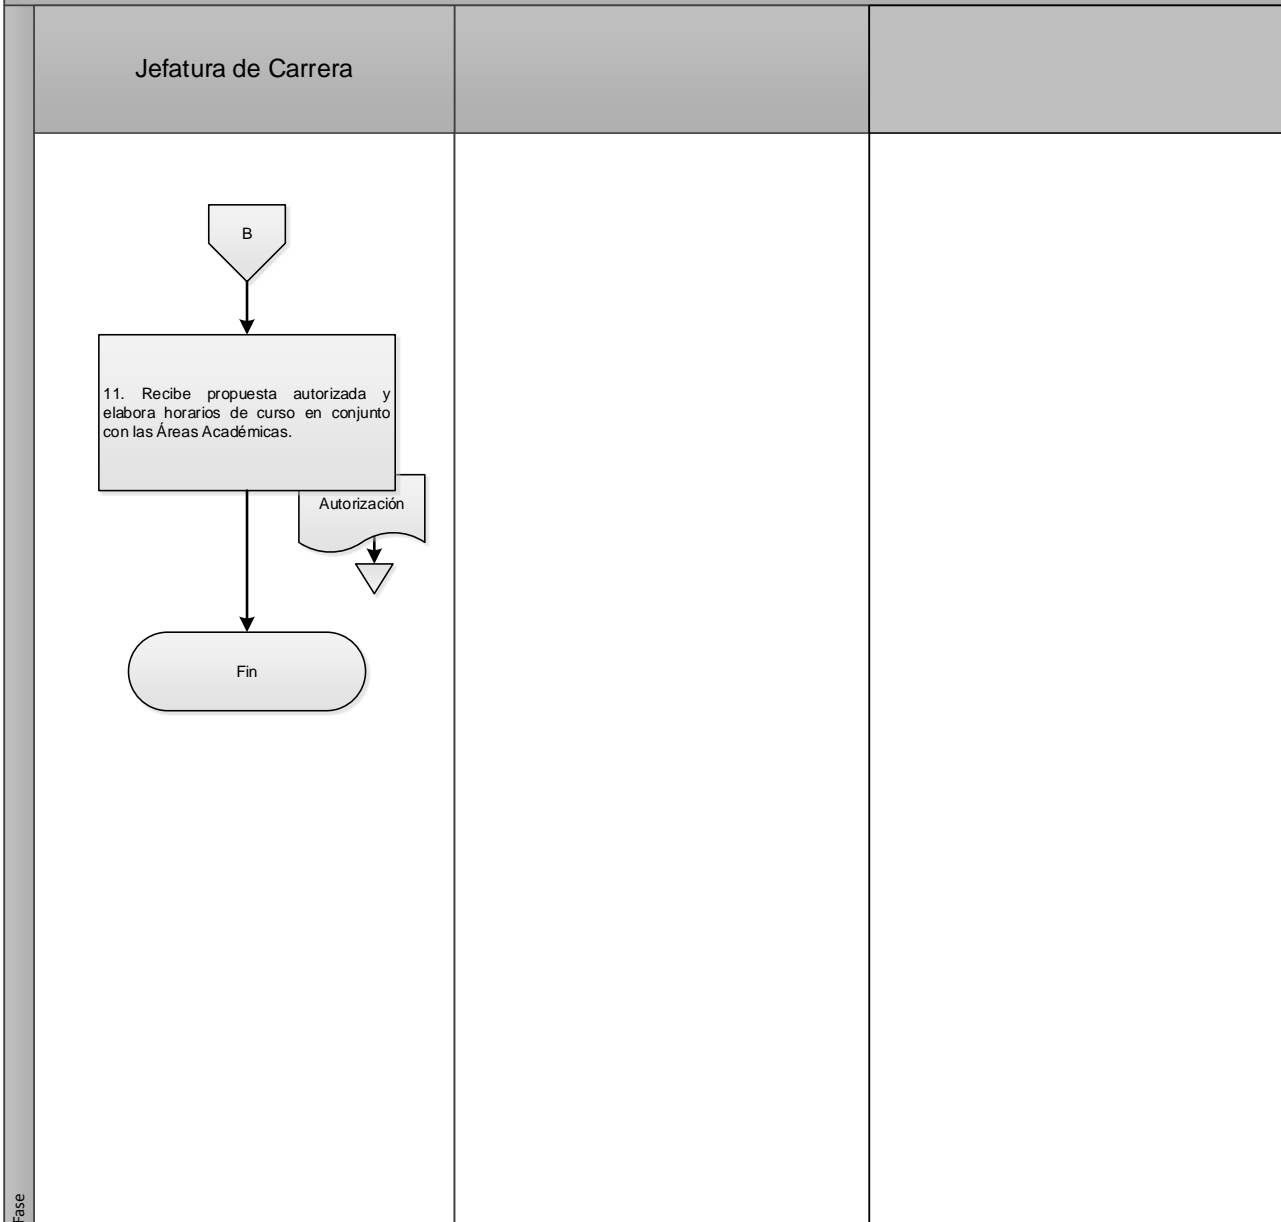 Jefatura de Carrera
B
11. Recibe propuesta autorizada y
elabora horarios de curso en conjunto
con las Áreas Académicas.
Autorización
Fin
Fase